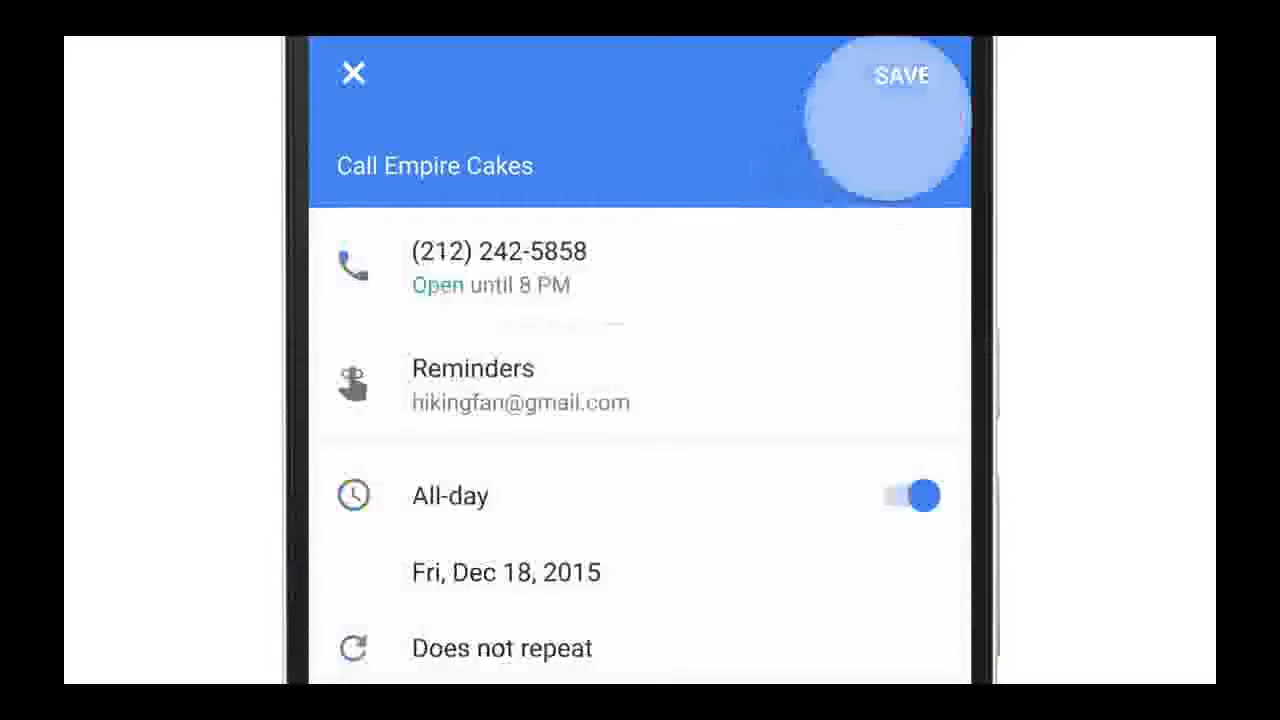 SAVE
Call Empire Cakes
(212) 242-5858
Open until 8 PM
Reminders
hikingfan@gmail.com
All-day
Fri, Dec 18, 2015
Does not repeat